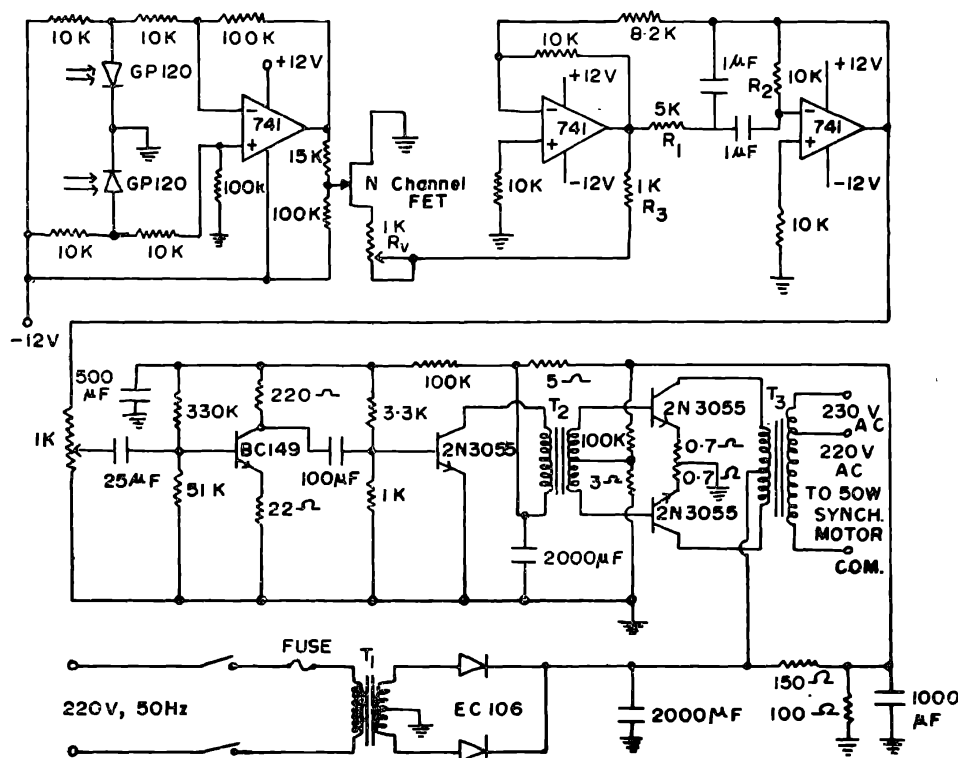 10K
10K
100K
GP120
+12V
-
741
+
15K
GP120
100k
100K
10K
10K
-12V
N Channel
FET
1K
Rv
8.2K
10K
1µF
+12V
-
741
+
-12V
5K
R1
1µF
10K
R2
+12V
-
741
+
-12V
10K
1K
R3
10K
500
µF
1K
25µF
330K
51K
220Ω
BC149
22Ω
100µF
3.3K
1K
100K
2N3055
5Ω
T2
2000µF
100K
3Ω
2N3055
0.7Ω
0.7Ω
2N3055
T3
230V
AC
220V
AC
TO 50W
SYNCH.
MOTOR
COM.
FUSE
T1
220V, 50Hz
EC106
2000µF
150Ω
100Ω
1000
µF